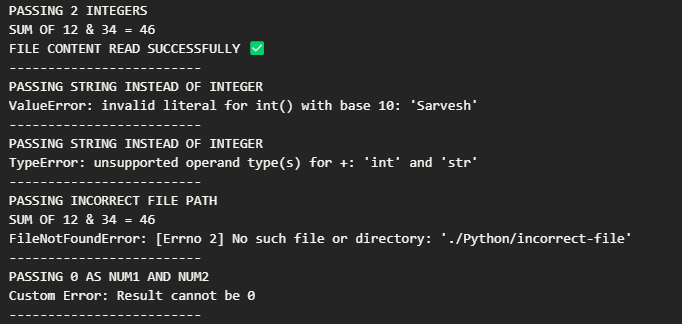 PASSING 2 INTEGERS
SUM OF 12 & 34 = 46
FILE CONTENT READ SUCCESSFULLY ✅
-------------------------
PASSING STRING INSTEAD OF INTEGER
ValueError: invalid literal for int() with base 10: 'Sarvesh'
-------------------------
PASSING STRING INSTEAD OF INTEGER
TypeError: unsupported operand type(s) for +: 'int' and 'str'
-------------------------
PASSING INCORRECT FILE PATH
SUM OF 12 & 34 = 46
FileNotFoundError: [Errno 2] No such file or directory: './Python/incorrect-file'
-------------------------
PASSING 0 AS NUM1 AND NUM2
Custom Error: Result cannot be 0
-------------------------